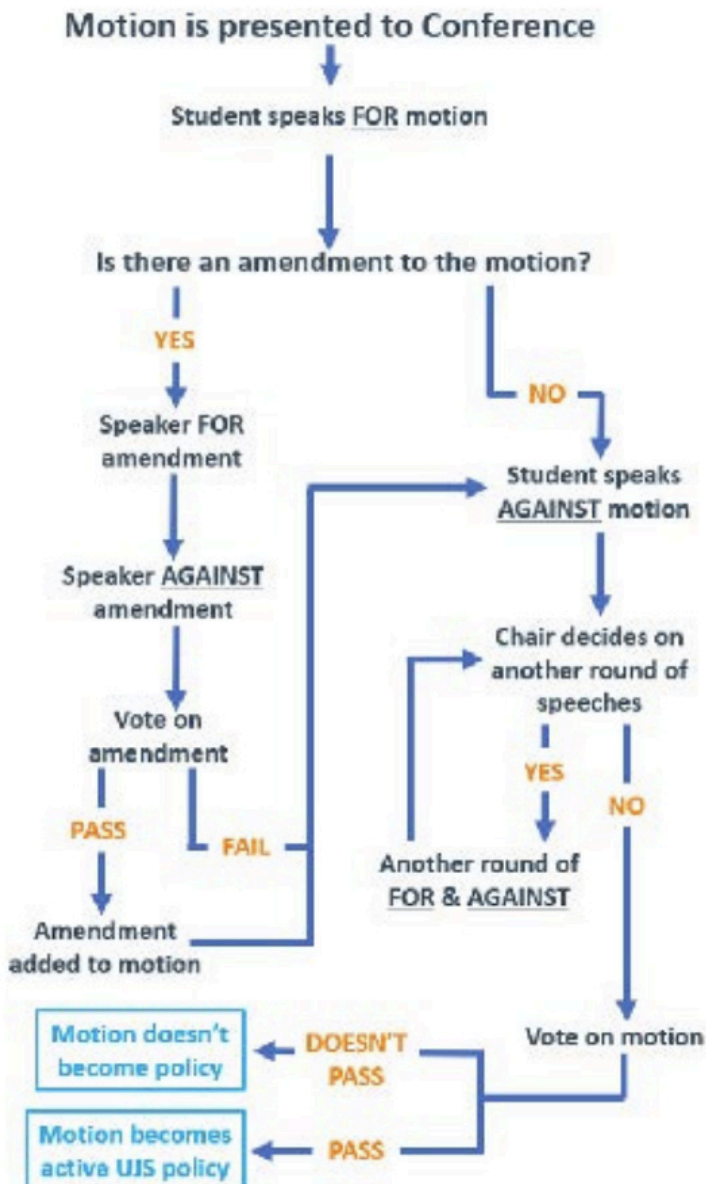 Motion is presented to Conference
Student speaks FOR motion
Is there an amendment to the motion?
YES
NO
Speaker FOR
amendment
Student speaks
AGAINST motion
Speaker AGAINST
amendment
Chair decides on
another round of
speeches
Vote on
amendment
YES
NO
PASS
FAIL
Another round of
FOR & AGAINST
Amendment
added to motion
Vote on motion
Motion doesn't
become policy
DOESN'T
PASS
Motion becomes
active UJS policy
PASS